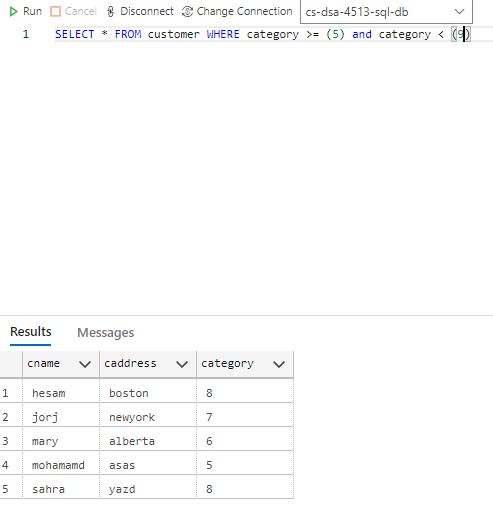 Run Cancel Disconnect Change Connection cs-dsa-4513-sql-db
1 SELECT * FROM customer WHERE category >= (5) and category < (9)
Results Messages
cname caddress category
1 hesam boston 8
2 jorj newyork 7
3 mary alberta 6
4 mohamamd asas 5
5 sahra yazd 8